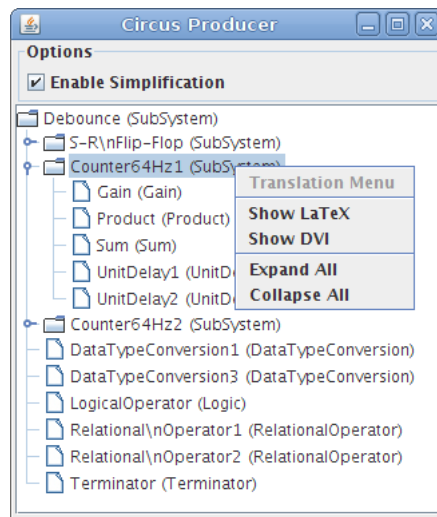 Circus Producer
Options
Enable Simplification
Debounce (SubSystem)
S-R\nFlip-Flop (SubSystem)
Counter64Hz1 (SubSystem)
Translation Menu
Gain (Gain)
Show LaTeX
Product (Product)
Show DVI
Sum (Sum)
Expand All
UnitDelay1 (UnitDe
Collapse All
UnitDelay2 (UnitDe
Counter64Hz2 (SubSystem)
DataTypeConversion1 (DataTypeConversion)
DataTypeConversion3 (DataTypeConversion)
LogicalOperator (Logic)
Relational\nOperator1 (RelationalOperator)
Relational\nOperator2 (RelationalOperator)
Terminator (Terminator)